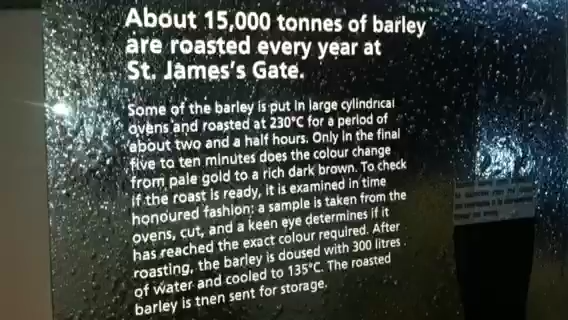 About 15,000 tonnes of barley
are roasted every year at
St. James's Gate.
Some of the barley is put in large cylindrical
ovens and roasted at 230°C for a period of
about two and a half hours. Only in the final
five to ten minutes does the colour change
from pale gold to a rich dark brown. To check
if the roast is ready, it is examined in time
honoured fashion: a sample is taken from the
ovens, cut, and a keen eye determines if it
has reached the exact colour required. After
roasting, the barley is doused with 300 litres
of water and cooled to 135°C. The roasted
barley is then sent for storage.